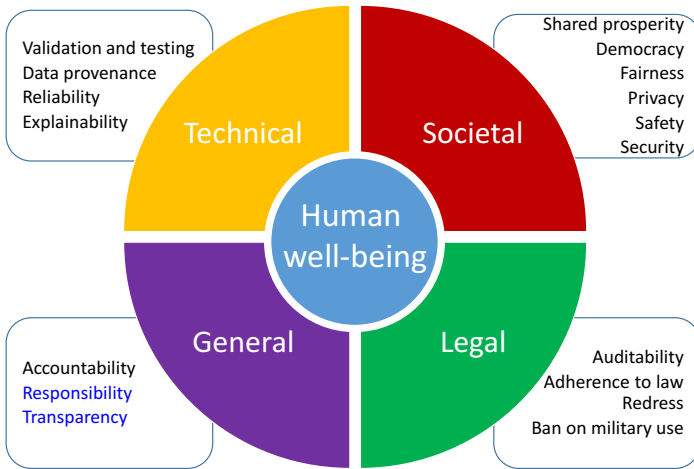 Validation and testing
Data provenance
Reliability
Explainability
Technical
Shared prosperity
Democracy
Fairness
Privacy
Safety
Security
Societal
Human
well-being
General
Accountability
Responsibility
Transparency
Legal
Auditability
Adherence to law
Redress
Ban on military use